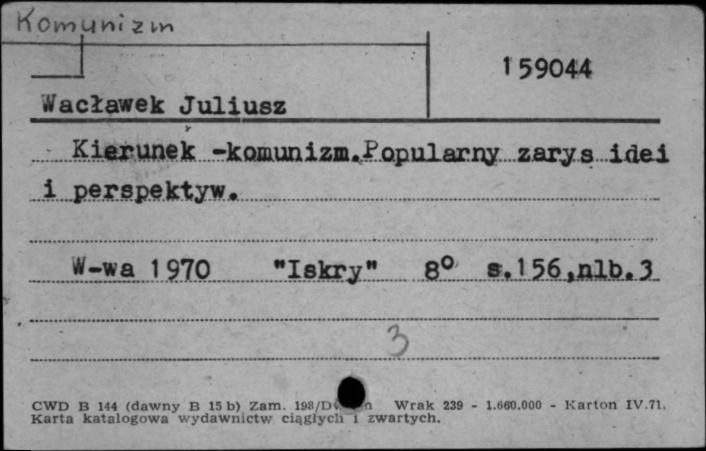 Komunizm
159044
Wacławek Juliusz
Kierunek -komunizm.Popularny zarys idei
i perspektyw.
W-wa 1970 "Iskry" 8° s.156,nlb.3
3
CWD B 144 (dawny B 15 b) Zam. 198/D Wrak 239 - 1.660.000 - Karton IV.71.
Karta katalogowa wydawnictw ciągłych i zwartych.